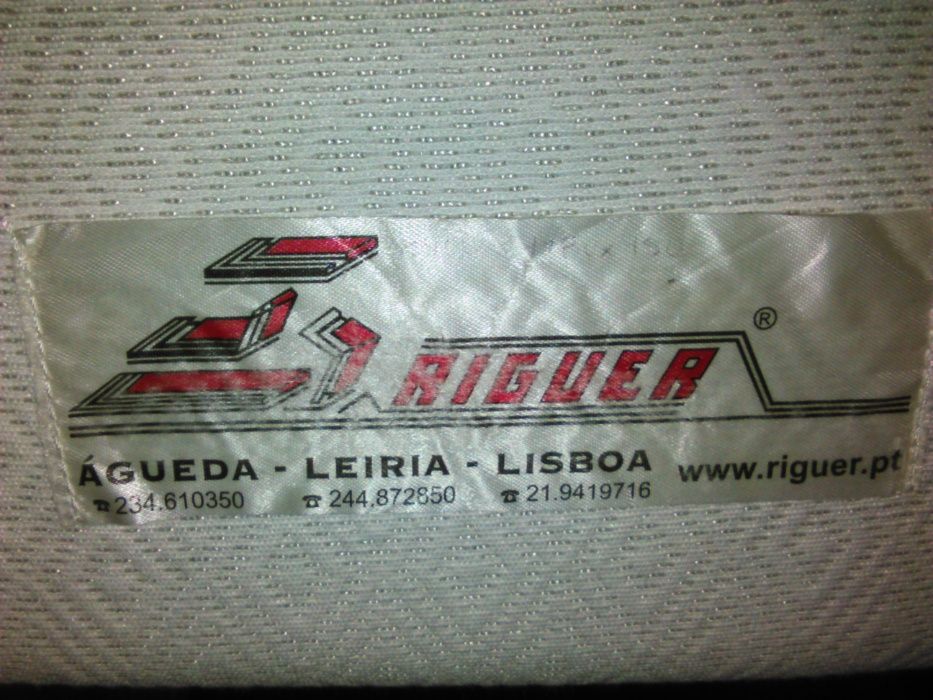 RIGUER ®
ÁGUEDA - LEIRIA - LISBOA www.riguer.pt
☎234.610350 ☎244.872850 ☎21.9419716